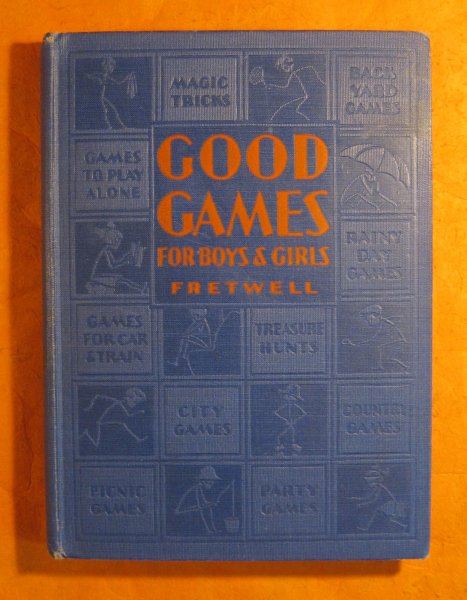 MAGIC
TRICKS
BACK
YARD
GAMES
GAMES
TO PLAY
ALONE
GOOD
GAMES
FOR BOYS & GIRLS
FRETWELL
RAINY
DAY
GAMES
GAMES
FOR CAR
& TRAIN
TREASURE
HUNTS
CITY
GAMES
COUNTRY
GAMES
PICNIC
GAMES
PARTY
GAMES